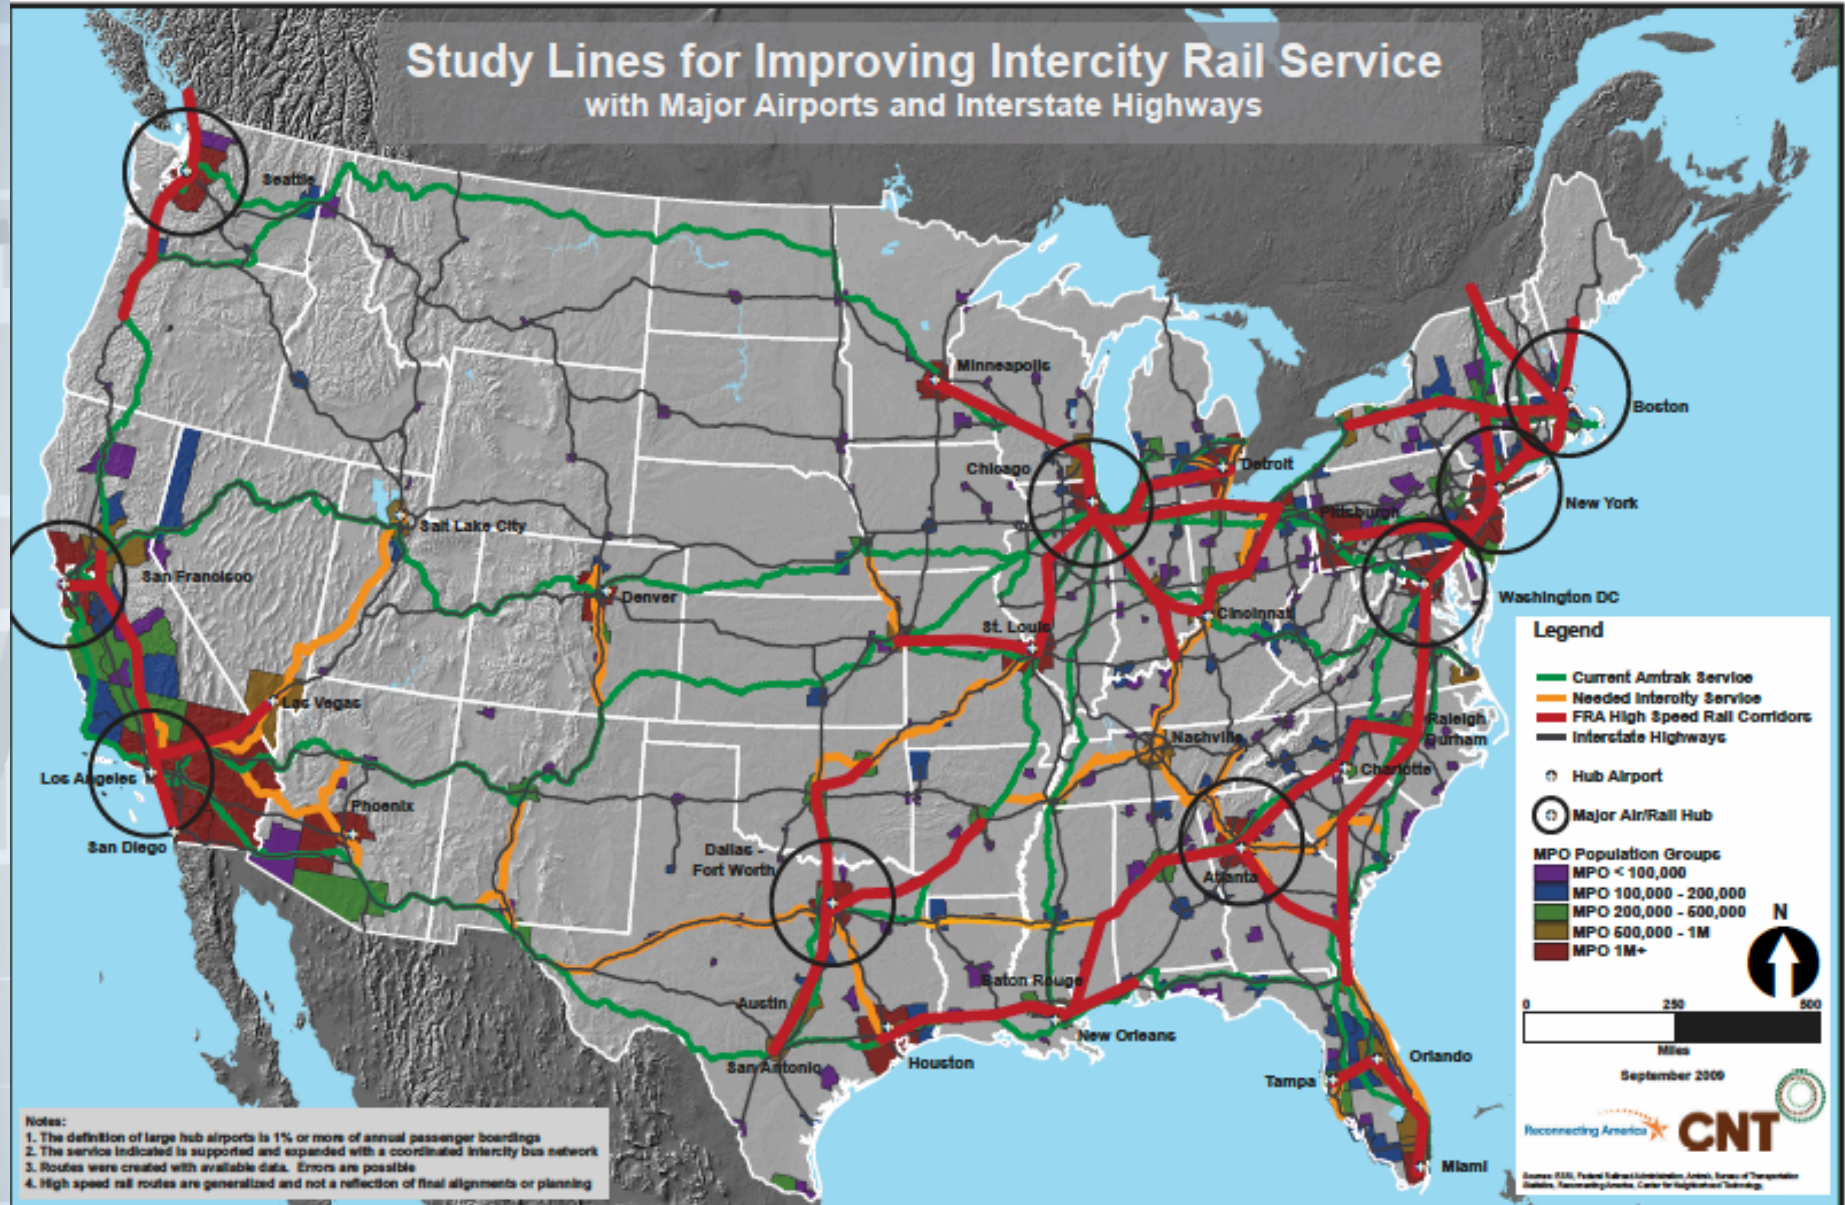 Study Lines for Improving Intercity Rail Service
with Major Airports and Interstate Highways
Seattle
Minneapolis
Boston
Chicago
Detroit
New York
Pittsburgh
Salt Lake City
San Francisco
Denver
Washington DC
Cincinnati
St. Louis
Las Vegas
Raleigh
Durham
Nashville
Los Angeles
Charlotte
Phoenix
San Diego
Dallas -
Fort Worth
Atlanta
Baton Rouge
Austin
New Orleans
Houston
San Antonio
Orlando
Tampa
Miami
Legend
Current Amtrak Service
Needed Intercity Service
FRA High Speed Rail Corridors
Interstate Highways
Hub Airport
Major Air/Rail Hub
MPO Population Groups
MPO < 100,000
MPO 100,000 - 200,000
MPO 200,000 - 500,000
MPO 500,000 - 1M
MPO 1M+
N
0 250 500
Miles
September 2009
Reconnecting America
CNT
Notes:
1. The definition of large hub airports is 1% or more of annual passenger boardings
2. The service indicated is supported and expanded with a coordinated intercity bus network
3. Routes were created with available data. Errors are possible
4. High speed rail routes are generalized and not a reflection of final alignments or planning